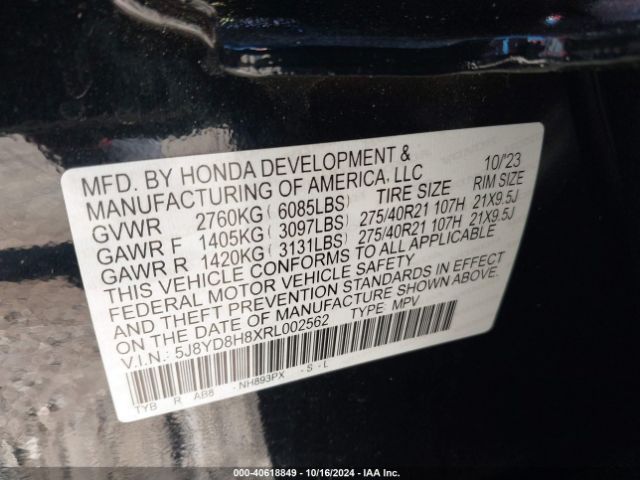 MFD. BY HONDA DEVELOPMENT & 10/'23
MANUFACTURING OF AMERICA, LLC
TIRE SIZE RIM SIZE
GVWR 2760KG (6085LBS)
GAWR F 1405KG (3097LBS) 275/40R21 107H 21X9.5J
GAWR R 1420KG (3131LBS) 275/40R21 107H 21X9.5J
THIS VEHICLE CONFORMS TO ALL APPLICABLE
FEDERAL MOTOR VEHICLE SAFETY
AND THEFT PREVENTION STANDARDS IN EFFECT
ON THE DATE OF MANUFACTURE SHOWN ABOVE.
V.I.N.: 5J8YD8H8XRL002562 TYPE MPV
TYB R AB8 NH893PX - S - L
000-40618849 - 10/16/2024 - IAA Inc.